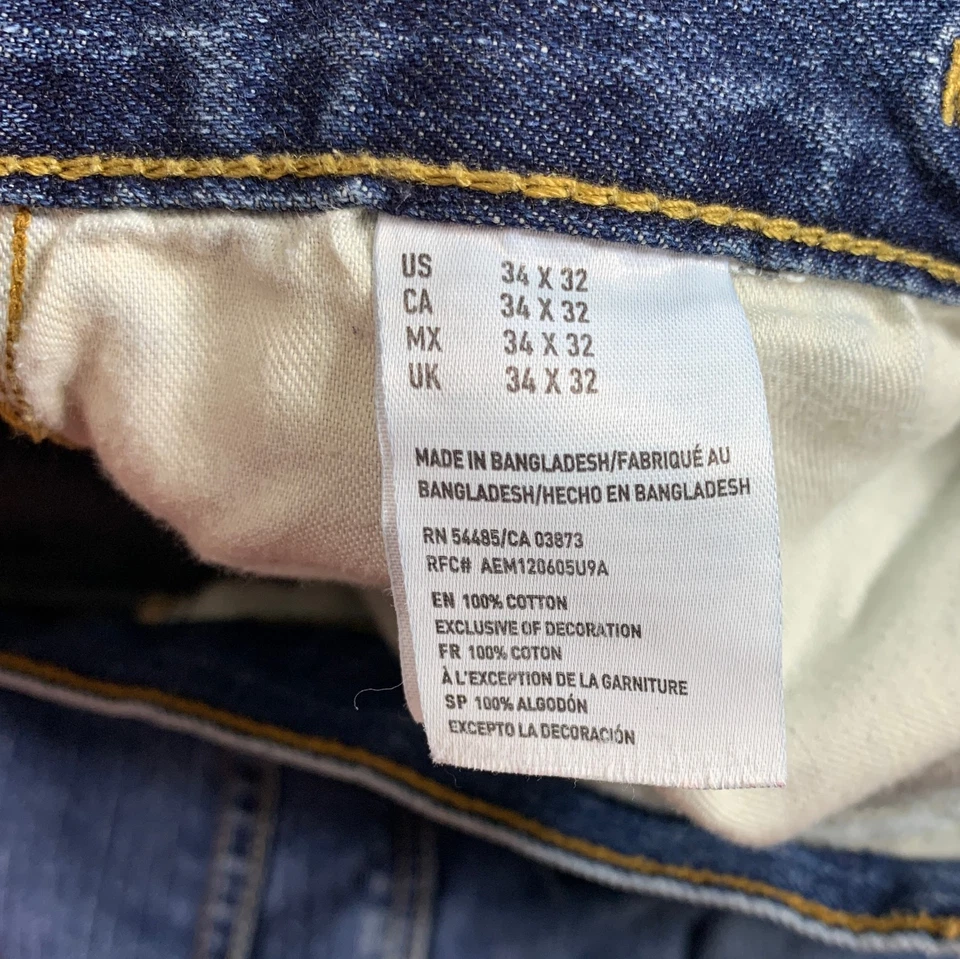 US 34 X 32
CA 34 X 32
MX 34 X 32
UK 34 X 32
MADE IN BANGLADESH/FABRIQUÉ AU
BANGLADESH/HECHO EN BANGLADESH
RN 54485/CA 03873
RFC# AEM120605U9A
EN 100% COTTON
EXCLUSIVE OF DECORATION
FR 100% COTON
À L'EXCEPTION DE LA GARNITURE
SP 100% ALGODÓN
EXCEPTO LA DECORACIÓN